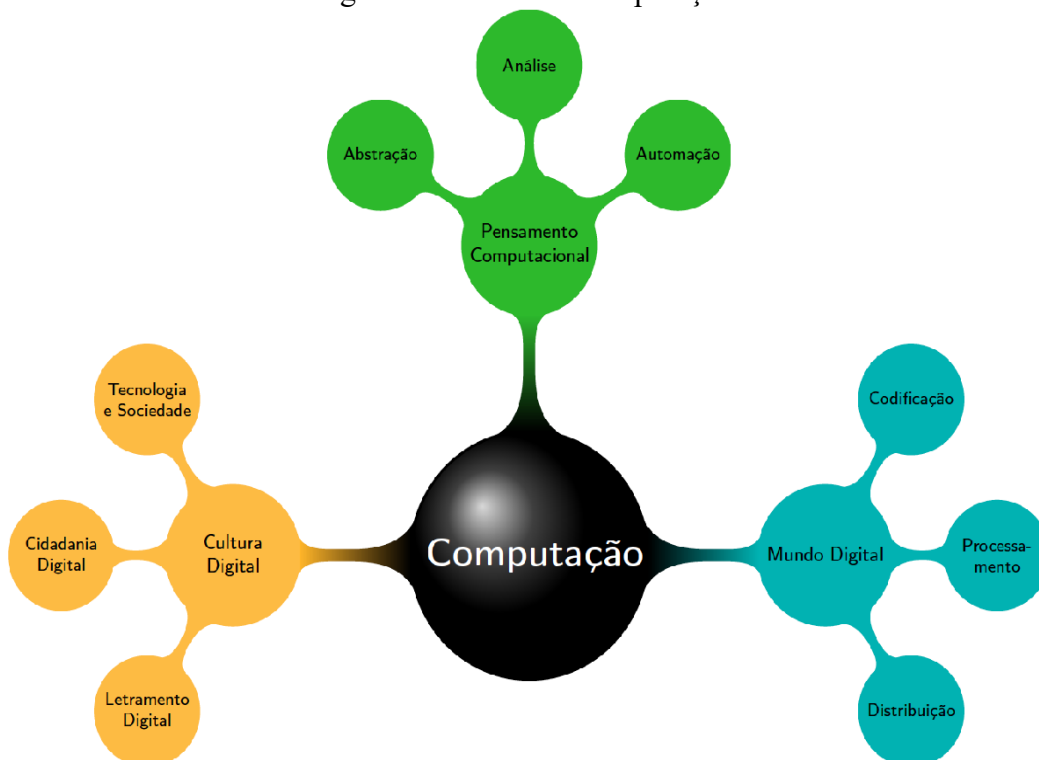 Análise
Abstração
Automação
Pensamento
Computacional
Tecnologia
e Sociedade
Cidadania
Digital
Cultura
Digital
Letramento
Digital
Computação
Mundo Digital
Codificação
Processa-
mento
Distribuição